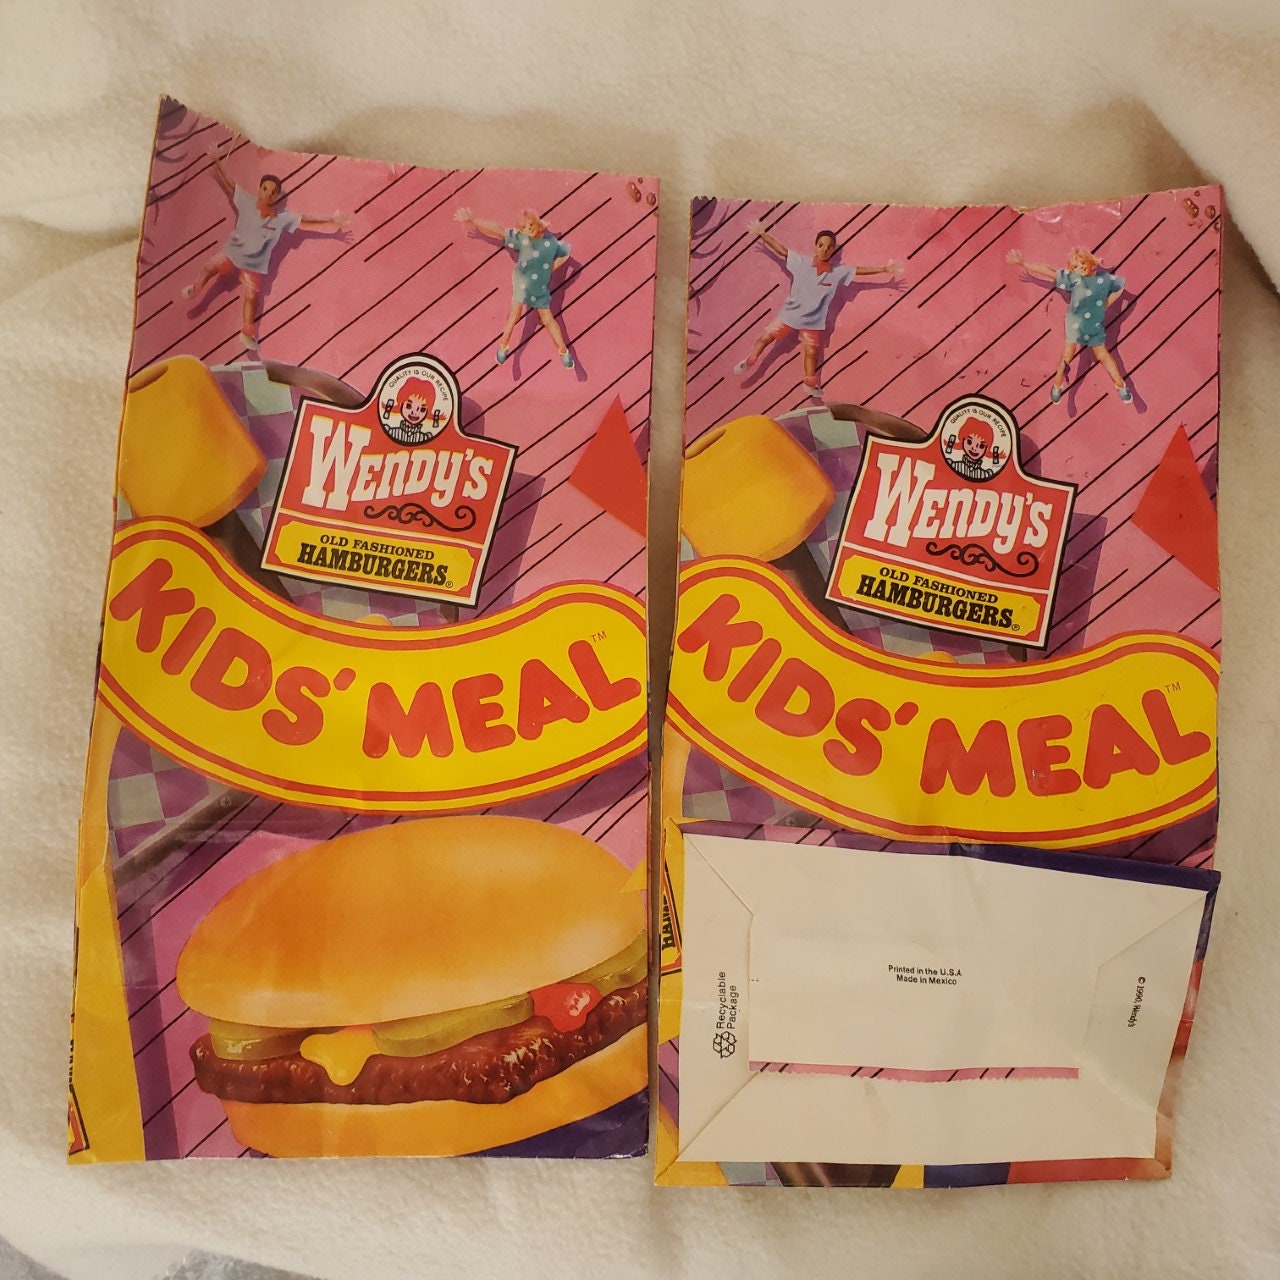 QUALITY IS OUR RECIPE
WENDY'S
OLD FASHIONED
HAMBURGERS®
KIDS' MEAL™
QUALITY IS OUR RECIPE
WENDY'S
OLD FASHIONED
HAMBURGERS®
KIDS' MEAL™
HAM
Recyclable
Package
Printed in the U.S.A
Made in Mexico
© 1990, Wendy's